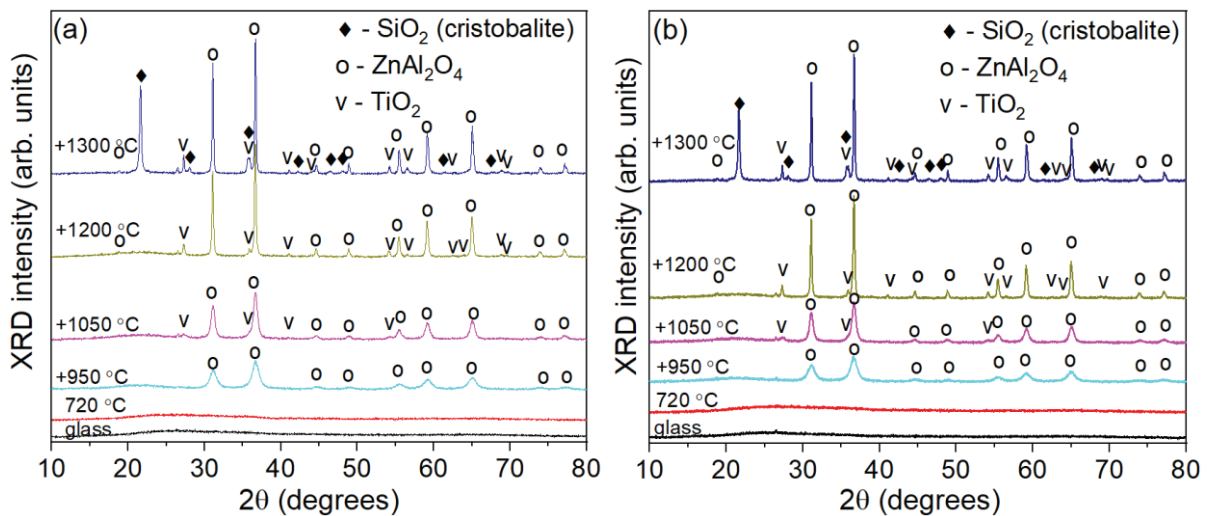 (a)
♦ - SiO₂ (cristobalite)
o - ZnAl₂O₄
v - TiO₂
+1300 °C
+1200 °C
+1050 °C
+950 °C
720 °C
glass
XRD intensity (arb. units)
10 20 30 40 50 60 70 80
2θ (degrees)
(b)
♦ - SiO₂ (cristobalite)
o - ZnAl₂O₄
v - TiO₂
+1300 °C
+1200 °C
+1050 °C
+950 °C
720 °C
glass
XRD intensity (arb. units)
10 20 30 40 50 60 70 80
2θ (degrees)